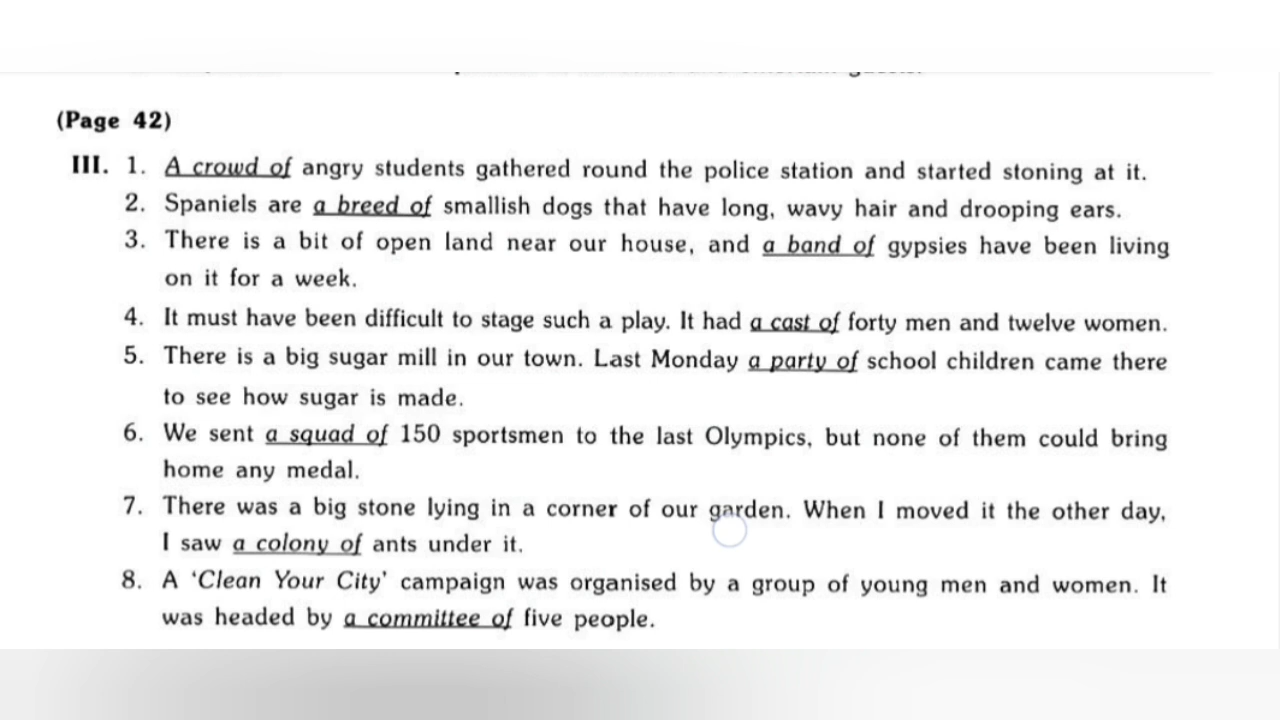 (Page 42)
III. 1. A crowd of angry students gathered round the police station and started stoning at it.
2. Spaniels are a breed of smallish dogs that have long, wavy hair and drooping ears.
3. There is a bit of open land near our house, and a band of gypsies have been living
on it for a week.
4. It must have been difficult to stage such a play. It had a cast of forty men and twelve women.
5. There is a big sugar mill in our town. Last Monday a party of school children came there
to see how sugar is made.
6. We sent a squad of 150 sportsmen to the last Olympics, but none of them could bring
home any medal.
7. There was a big stone lying in a corner of our garden. When I moved it the other day,
I saw a colony of ants under it.
8. A ‘Clean Your City’ campaign was organised by a group of young men and women. It
was headed by a committee of five people.